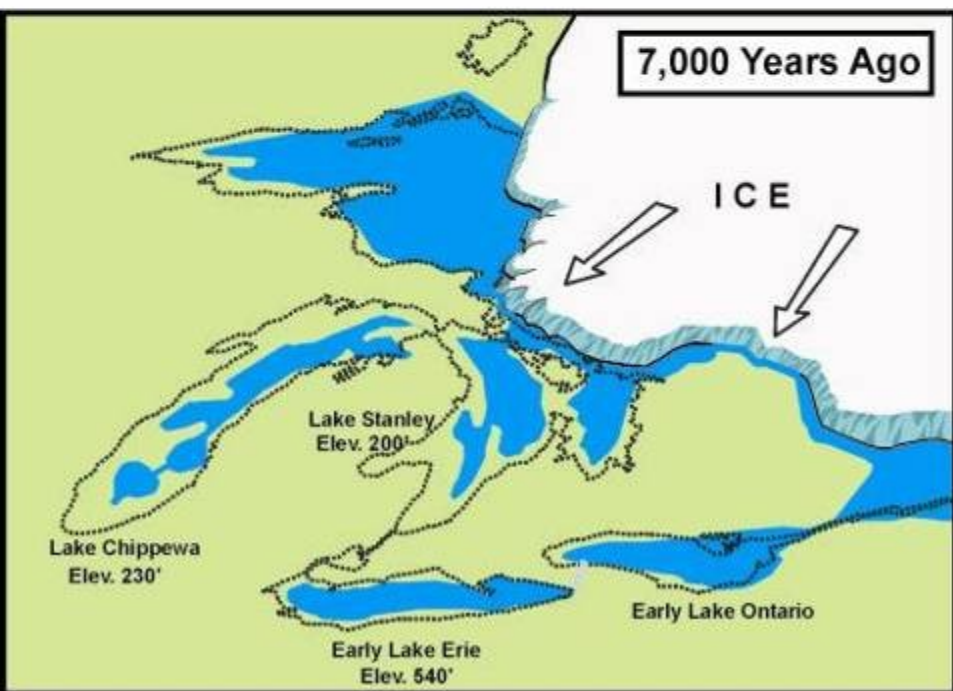 7,000 Years Ago
I C E
Lake Stanley
Elev. 200'
Lake Chippewa
Elev. 230'
Early Lake Ontario
Early Lake Erie
Elev. 540'